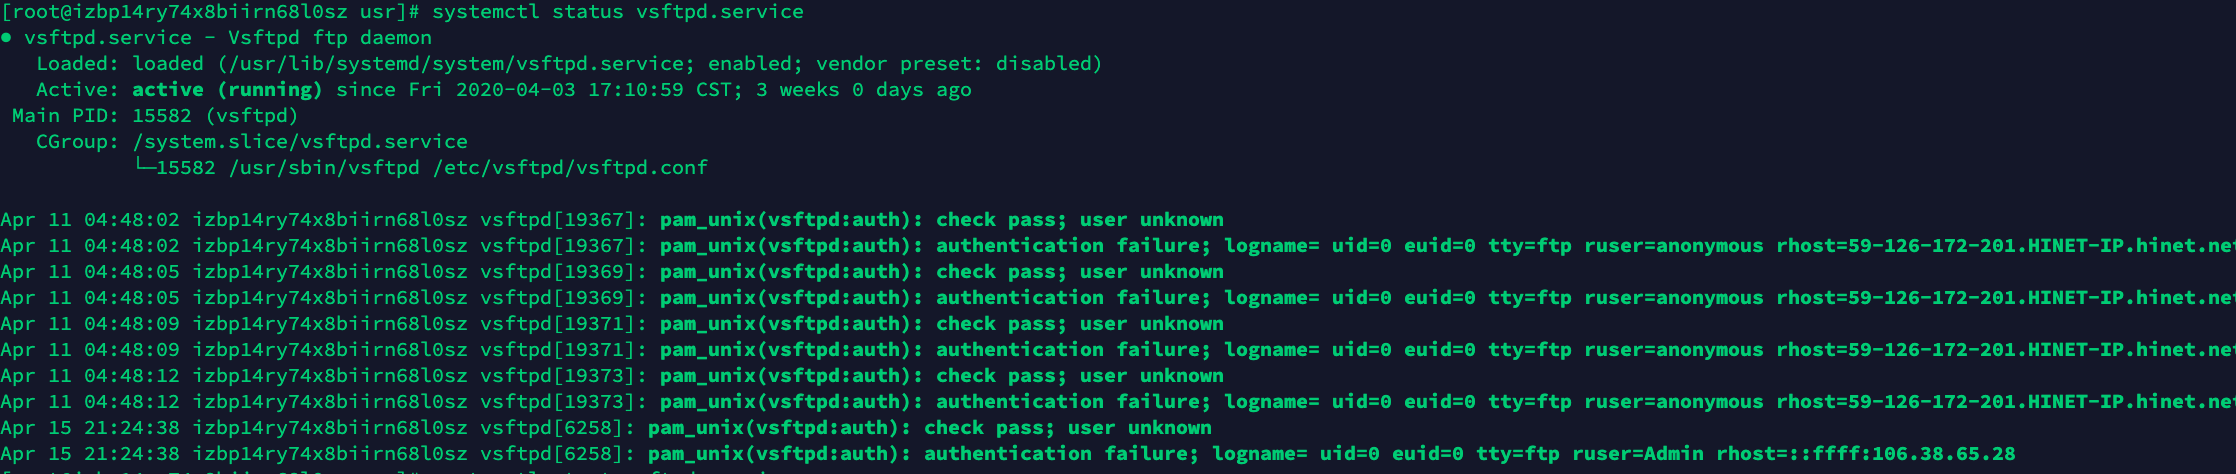 [root@izbp14ry74x8biirn68l0sz usr]# systemctl status vsftpd.service
● vsftpd.service - Vsftpd ftp daemon
   Loaded: loaded (/usr/lib/systemd/system/vsftpd.service; enabled; vendor preset: disabled)
   Active: active (running) since Fri 2020-04-03 17:10:59 CST; 3 weeks 0 days ago
 Main PID: 15582 (vsftpd)
   CGroup: /system.slice/vsftpd.service
           └─15582 /usr/sbin/vsftpd /etc/vsftpd/vsftpd.conf
Apr 11 04:48:02 izbp14ry74x8biirn68l0sz vsftpd[19367]: pam_unix(vsftpd:auth): check pass; user unknown
Apr 11 04:48:02 izbp14ry74x8biirn68l0sz vsftpd[19367]: pam_unix(vsftpd:auth): authentication failure; logname= uid=0 euid=0 tty=ftp ruser=anonymous rhost=59-126-172-201.HINET-IP.hinet.net
Apr 11 04:48:05 izbp14ry74x8biirn68l0sz vsftpd[19369]: pam_unix(vsftpd:auth): check pass; user unknown
Apr 11 04:48:05 izbp14ry74x8biirn68l0sz vsftpd[19369]: pam_unix(vsftpd:auth): authentication failure; logname= uid=0 euid=0 tty=ftp ruser=anonymous rhost=59-126-172-201.HINET-IP.hinet.net
Apr 11 04:48:09 izbp14ry74x8biirn68l0sz vsftpd[19371]: pam_unix(vsftpd:auth): check pass; user unknown
Apr 11 04:48:09 izbp14ry74x8biirn68l0sz vsftpd[19371]: pam_unix(vsftpd:auth): authentication failure; logname= uid=0 euid=0 tty=ftp ruser=anonymous rhost=59-126-172-201.HINET-IP.hinet.net
Apr 11 04:48:12 izbp14ry74x8biirn68l0sz vsftpd[19373]: pam_unix(vsftpd:auth): check pass; user unknown
Apr 11 04:48:12 izbp14ry74x8biirn68l0sz vsftpd[19373]: pam_unix(vsftpd:auth): authentication failure; logname= uid=0 euid=0 tty=ftp ruser=anonymous rhost=59-126-172-201.HINET-IP.hinet.net
Apr 15 21:24:38 izbp14ry74x8biirn68l0sz vsftpd[6258]: pam_unix(vsftpd:auth): check pass; user unknown
Apr 15 21:24:38 izbp14ry74x8biirn68l0sz vsftpd[6258]: pam_unix(vsftpd:auth): authentication failure; logname= uid=0 euid=0 tty=ftp ruser=Admin rhost=::ffff:106.38.65.28